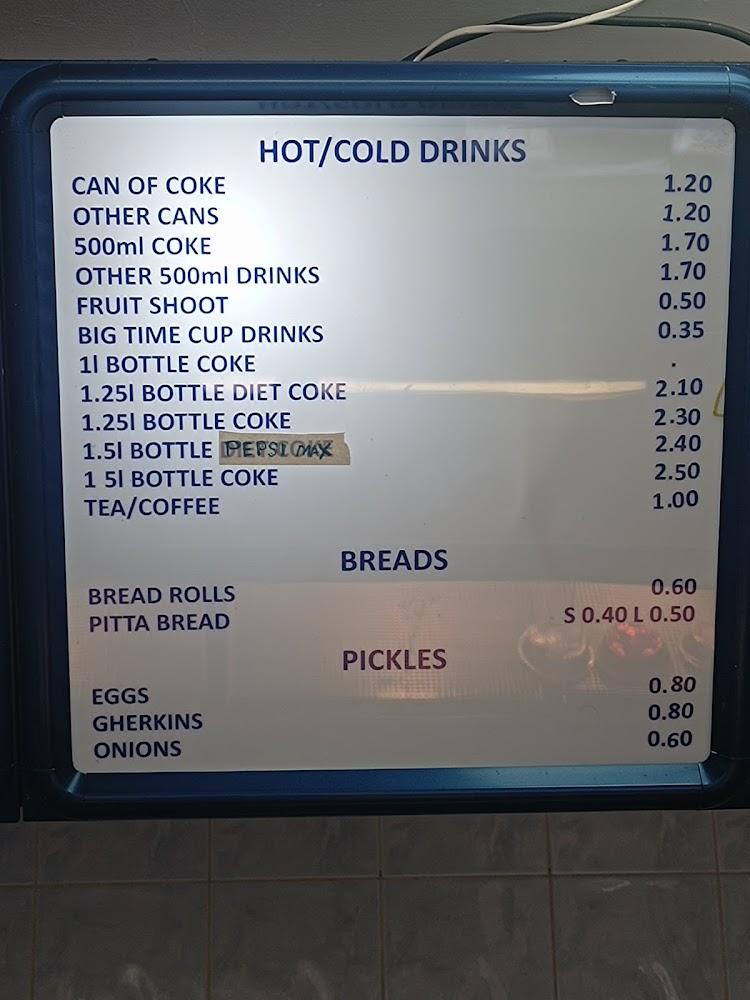 HOT/COLD DRINKS
CAN OF COKE 1.20
OTHER CANS 1.20
500ml COKE 1.70
OTHER 500ml DRINKS 1.70
FRUIT SHOOT 0.50
BIG TIME CUP DRINKS 0.35
1l BOTTLE COKE .
1.25l BOTTLE DIET COKE 2.10
1.25l BOTTLE COKE 2.30
1.5l BOTTLE PEPSI MAX 2.40
1 5l BOTTLE COKE 2.50
TEA/COFFEE 1.00
BREADS
BREAD ROLLS 0.60
PITTA BREAD S 0.40 L 0.50
PICKLES
EGGS 0.80
GHERKINS 0.80
ONIONS 0.60